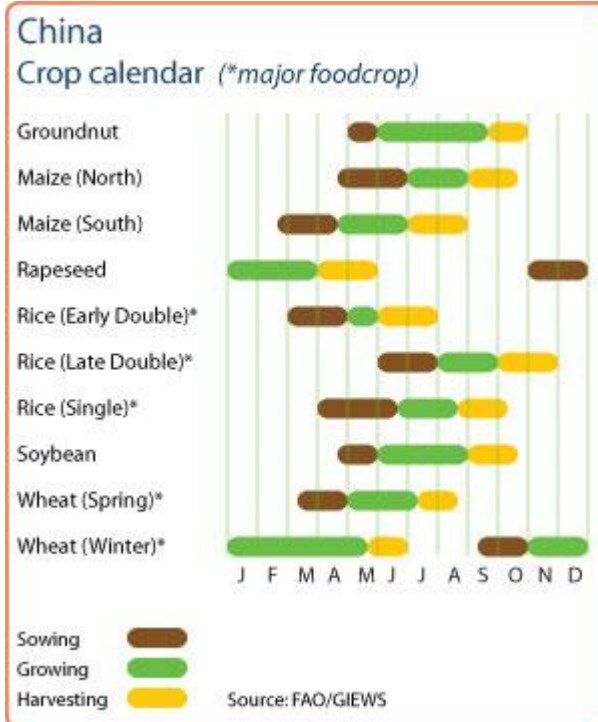 China
Crop calendar (*major foodcrop)
Groundnut
Maize (North)
Maize (South)
Rapeseed
Rice (Early Double)*
Rice (Late Double)*
Rice (Single)*
Soybean
Wheat (Spring)*
Wheat (Winter)*
J F M A M J J A S O N D
Sowing
Growing
Harvesting
Source: FAO/GIEWS